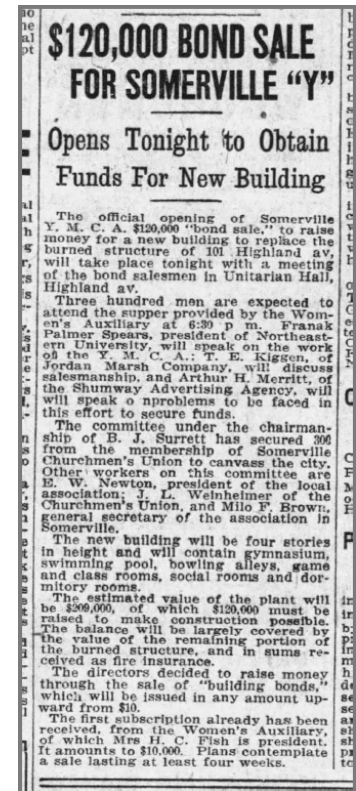 $120,000 BOND SALE
FOR SOMERVILLE "Y"
Opens Tonight to Obtain
Funds For New Building
The official opening of Somerville
Y. M. C. A. $120,000 "bond sale," to raise
money for a new building to replace the
burned structure of 101 Highland av,
will take place tonight with a meeting
of the bond salesmen in Unitarian Hall,
Highland av.
Three hundred men are expected to
attend the supper provided by the Wom-
en's Auxiliary at 6:30 p m. Franak
Palmer Spears, president of Northeast-
ern University, will speak on the work
of the Y. M. C. A.; T. E. Kiggen, of
Jordan Marsh Company, will discuss
salesmanship, and Arthur H. Merritt, of
the Shumway Advertising Agency, will
will speak o nproblems to be faced in
this effort to secure funds.
The committee under the chairman-
ship of B. J. Surrett has secured 300
from the membership of Somerville
Churchmen's Union to canvass the city.
Other workers on this committee are
E. W. Newton, president of the local
association; J. L. Weinheimer of the
Churchmen's Union, and Milo F. Brown,
general secretary of the association in
Somerville.
The new building will be four stories
in height and will contain gymnasium,
swimming pool, bowling alleys, game
and class rooms, social rooms and dor-
mitory rooms.
The estimated value of the plant will
be $209,000, of which $120,000 must be
raised to make construction possible.
The balance will be largely covered by
the value of the remaining portion of
the burned structure, and in sums re-
ceived as fire insurance.
The directors decided to raise money
through the sale of "building bonds,"
which will be issued in any amount up-
ward from $10.
The first subscription already has been
received, from the Women's Auxiliary,
of which Mrs H. C. Fish is president.
It amounts to $10,000. Plans contemplate
a sale lasting at least four weeks.